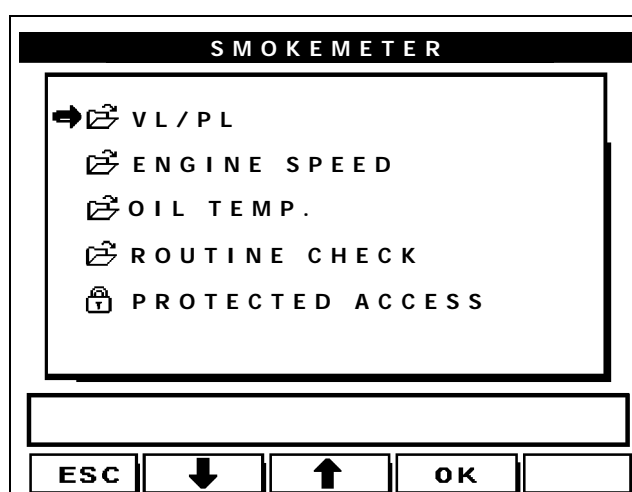 SMOKEMETER
VL/PL
ENGINE SPEED
OIL TEMP.
ROUTINE CHECK
PROTECTED ACCESS
ESC OK